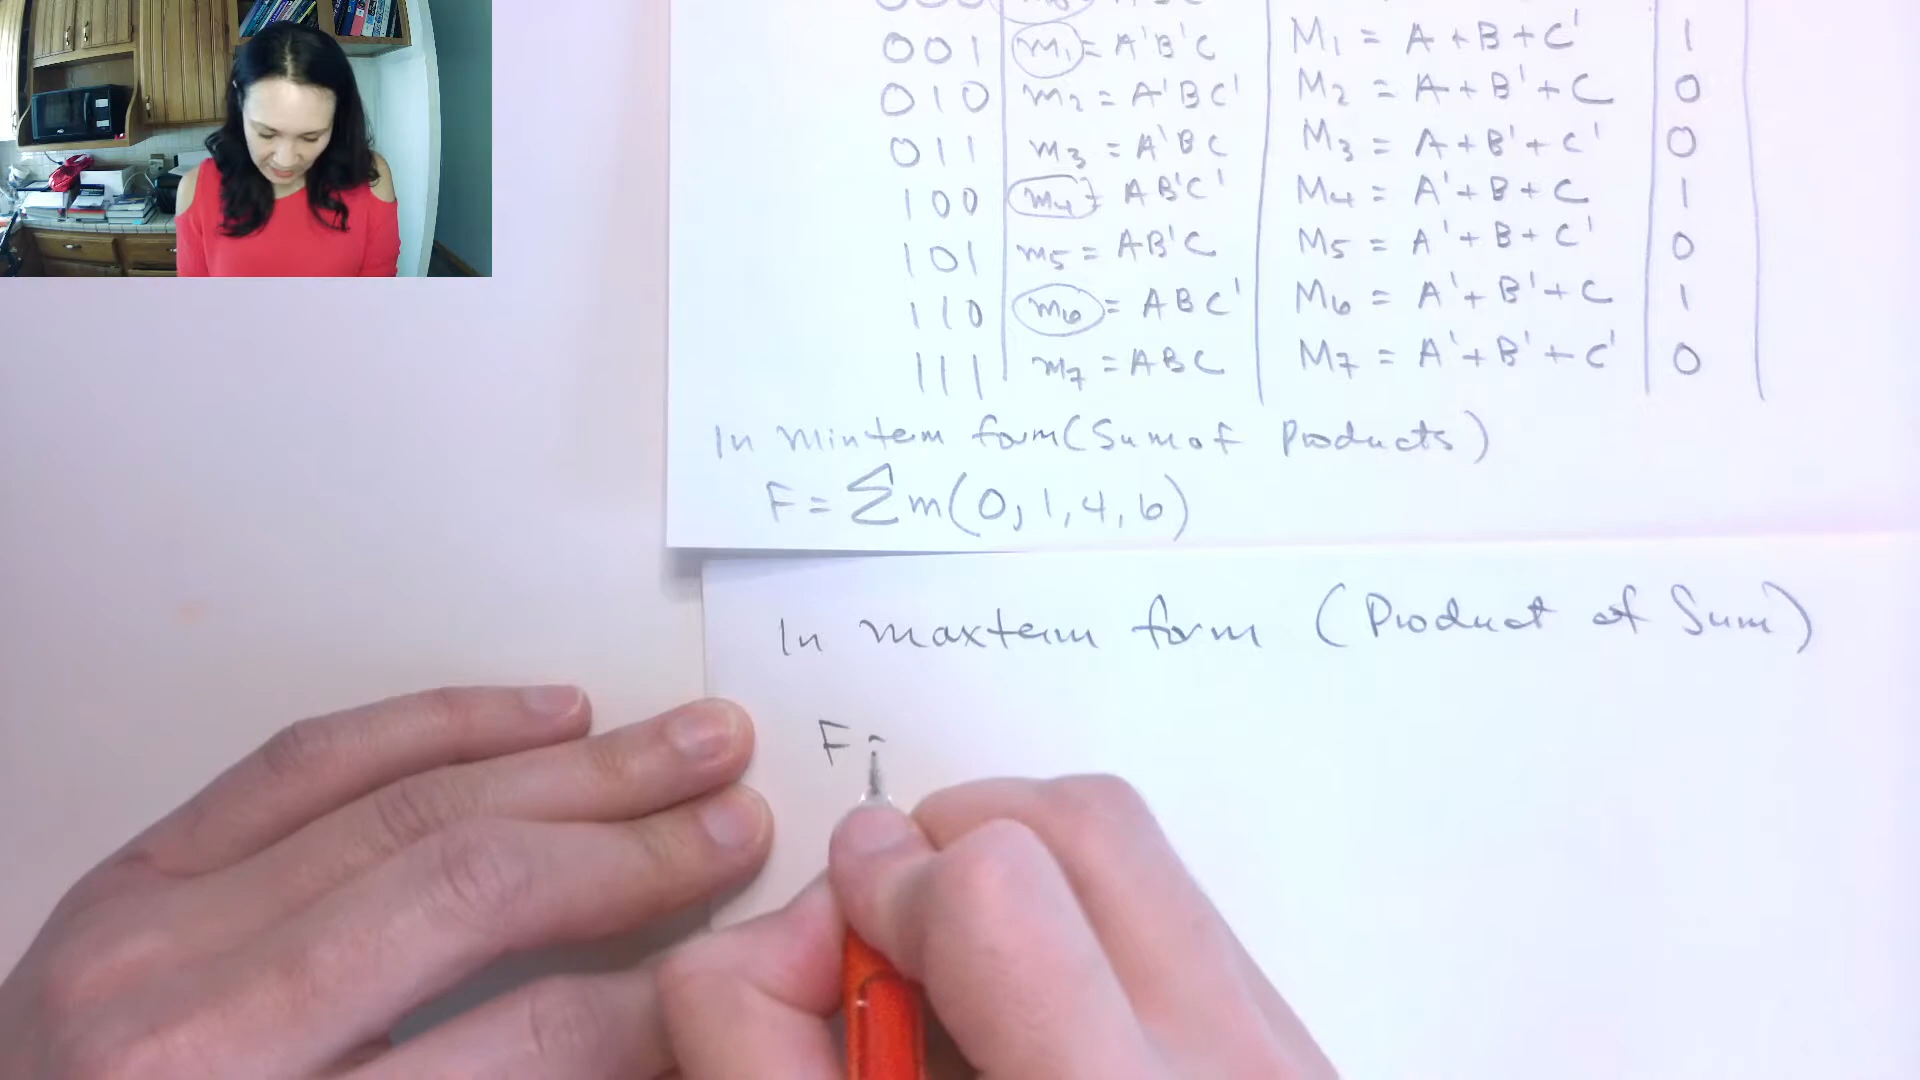 001 m1 = A'B'C M1 = A+B+C' 1
010 m2 = A'BC' M2 = A+B'+C 0
011 m3 = A'BC M3 = A+B'+C' 0
100 m4 = AB'C' M4 = A'+B+C 1
101 m5 = AB'C M5 = A'+B+C' 0
110 m6 = ABC' M6 = A'+B'+C 1
111 m7 = ABC M7 = A'+B'+C' 0
In mintem form (Sum of Products)
F = Σm(0,1,4,6)
In maxterm form (Product of Sum)
F